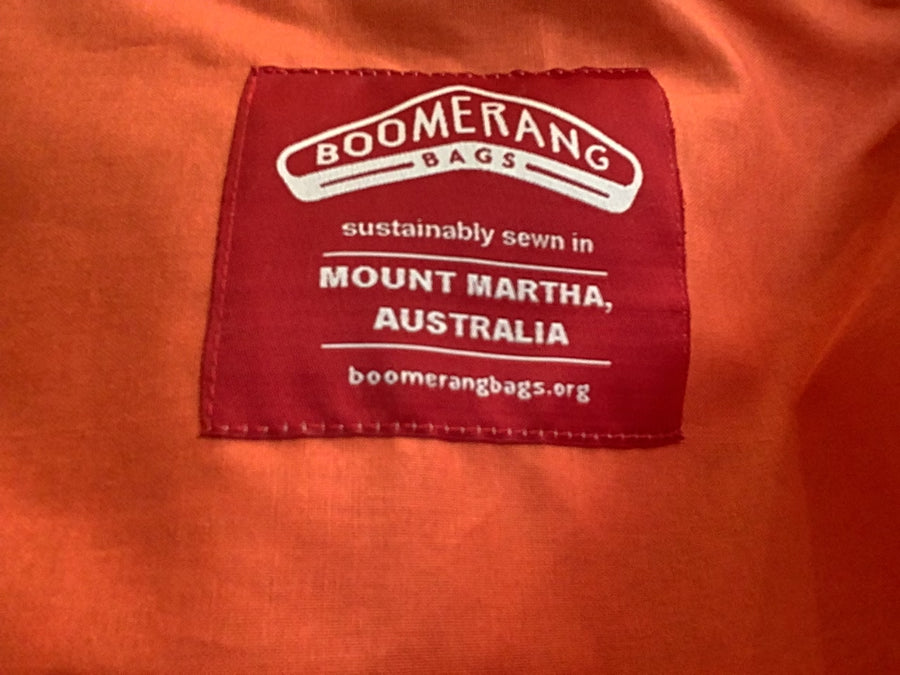 BOOMERANG
BAGS
sustainably sewn in
MOUNT MARTHA,
AUSTRALIA
boomerangbags.org